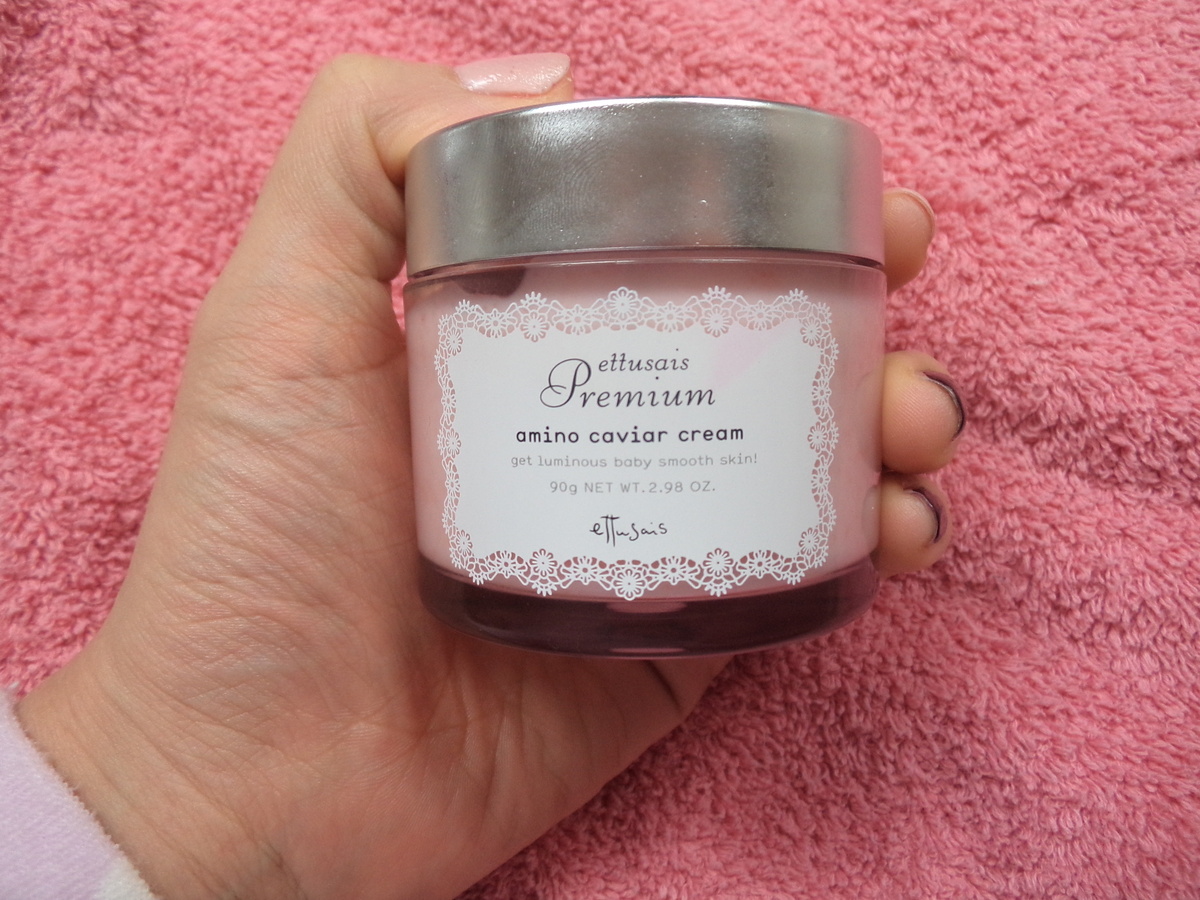 ettusais
Premium
amino caviar cream
get luminous baby smooth skin!
90g NET WT.2.98 OZ.
ettusais